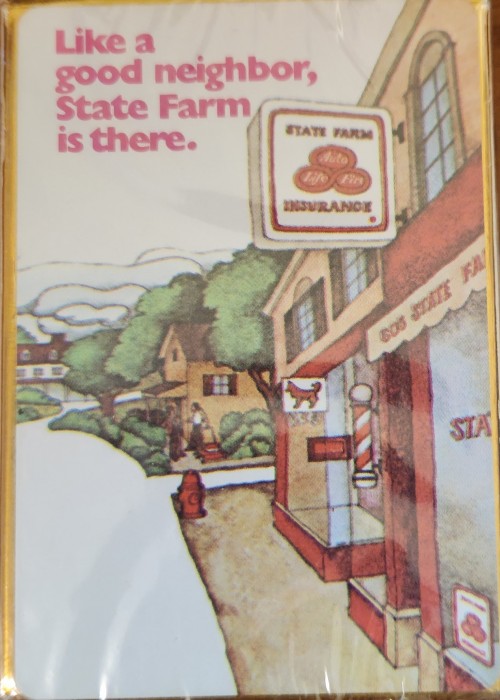 Like a
good neighbor,
State Farm
is there.
STATE FARM
Auto
Life Fire
INSURANCE
STATE FA
STA